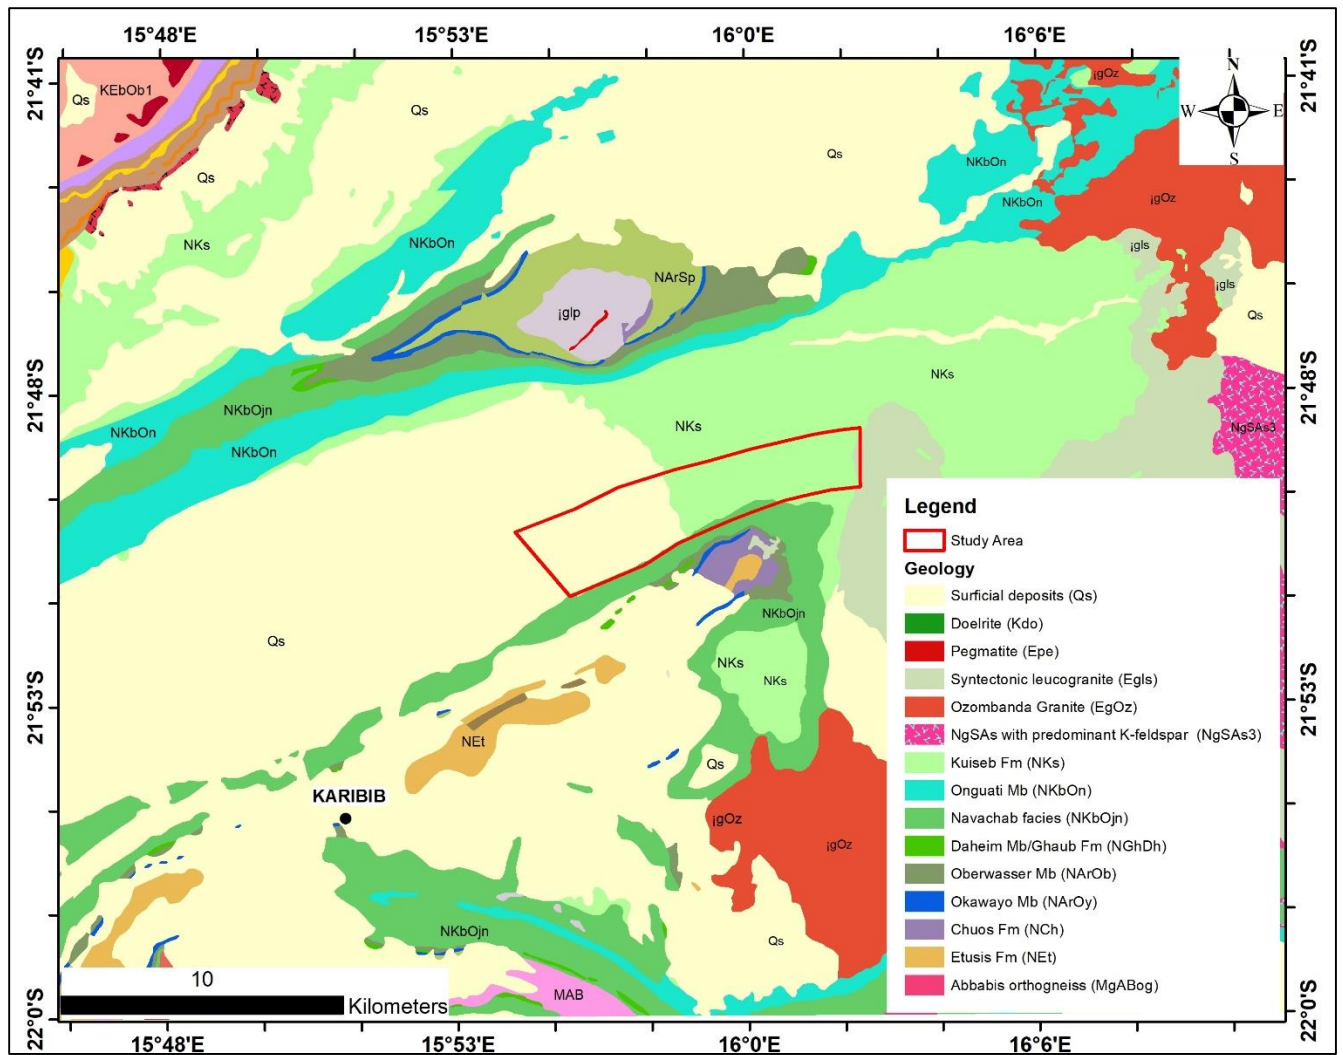 15°48'E 15°53'E 16°0'E 16°6'E
21°41'S 21°41'S
N
W E
S
Qs
KEbOb1
Qs
Qs
Qs
¡gOz
NKbOn
NKbOn
¡gOz
NKs
NKbOn
¡gls
NArSp
¡gls
¡glp
Qs
21°48'S 21°48'S
NKs
NKbOjn
NKs
NKbOn
NKbOn
NgSAs3
Legend
Study Area
Geology
Surficial deposits (Qs)
Doelrite (Kdo)
Pegmatite (Epe)
Syntectonic leucogranite (Egls)
Ozombanda Granite (EgOz)
NgSAs with predominant K-feldspar (NgSAs3)
Kuiseb Fm (NKs)
Onguati Mb (NKbOn)
Navachab facies (NKbOjn)
Daheim Mb/Ghaub Fm (NGhDh)
Oberwasser Mb (NArOb)
Okawayo Mb (NArOy)
Chuos Fm (NCh)
Etusis Fm (NEt)
Abbabis orthogneiss (MgABog)
NKbOjn
Qs
NKs
NKs
21°53'S 21°53'S
NEt
Qs
KARIBIB
¡gOz
¡gOz
NKbOjn
Qs
10
Kilometers
MAB
22°0'S 22°0'S
15°48'E 15°53'E 16°0'E 16°6'E